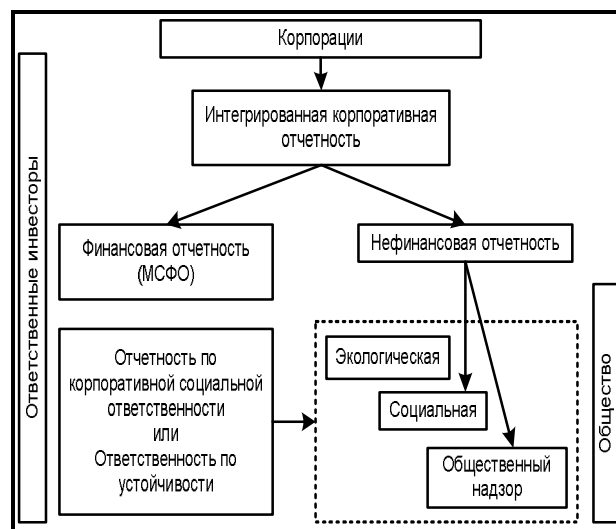 Корпорации
Интегрированная корпоративная
отчетность
Ответственные инвесторы
Финансовая отчетность
(МСФО)
Нефинансовая отчетность
Отчетность по
корпоративной социальной
ответственности
или
Ответственность по
устойчивости
Экологическая
Социальная
Общественный
надзор
Общество